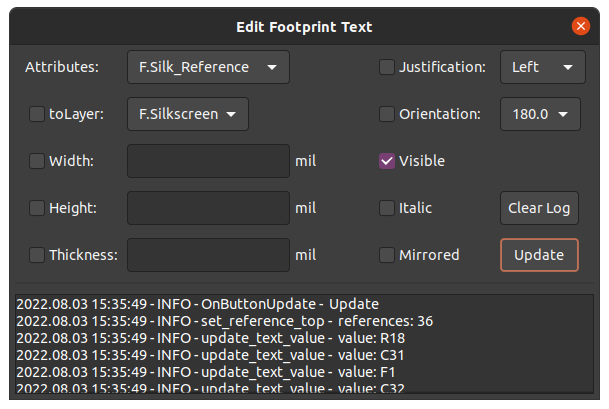 Edit Footprint Text
Attributes: F.Silk_Reference Justification: Left
toLayer: F.Silkscreen Orientation: 180.0
Width: mil Visible
Height: mil Italic Clear Log
Thickness: mil Mirrored Update
2022.08.03 15:35:49 - INFO - OnButtonUpdate - Update
2022.08.03 15:35:49 - INFO - set_reference_top - references: 36
2022.08.03 15:35:49 - INFO - update_text_value - value: R18
2022.08.03 15:35:49 - INFO - update_text_value - value: C31
2022.08.03 15:35:49 - INFO - update_text_value - value: F1
2022.08.03 15:35:49 - INFO - update_text_value - value: C32